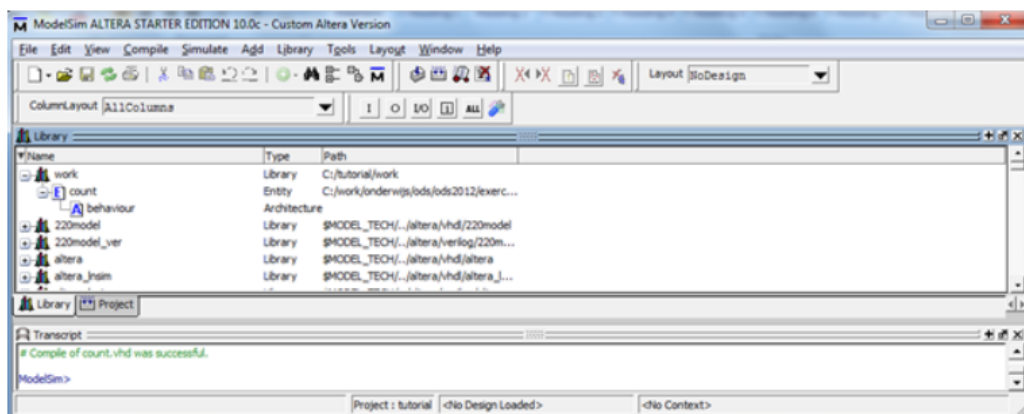 ModelSim ALTERA STARTER EDITION 10.0c - Custom Altera Version
File Edit View Compile Simulate Add Library Tools Layout Window Help
Layout NoDesign
ColumnLayout AllColumns
I O I/O ALL
Library
Name Type Path
work Library C:/tutorial/work
E count Entity C:/work/onderwijs/ods/ods2012/exerc...
A behaviour Architecture
220model Library $MODEL_TECH/../altera/vhdl/220model
220model_ver Library $MODEL_TECH/../altera/verilog/220m...
altera Library $MODEL_TECH/../altera/vhdl/altera
altera_lnsim Library $MODEL_TECH/../altera/vhdl/altera_l...
Library Project
Transcript
# Compile of count.vhd was successful.
ModelSim>
Project : tutorial <No Design Loaded> <No Context>